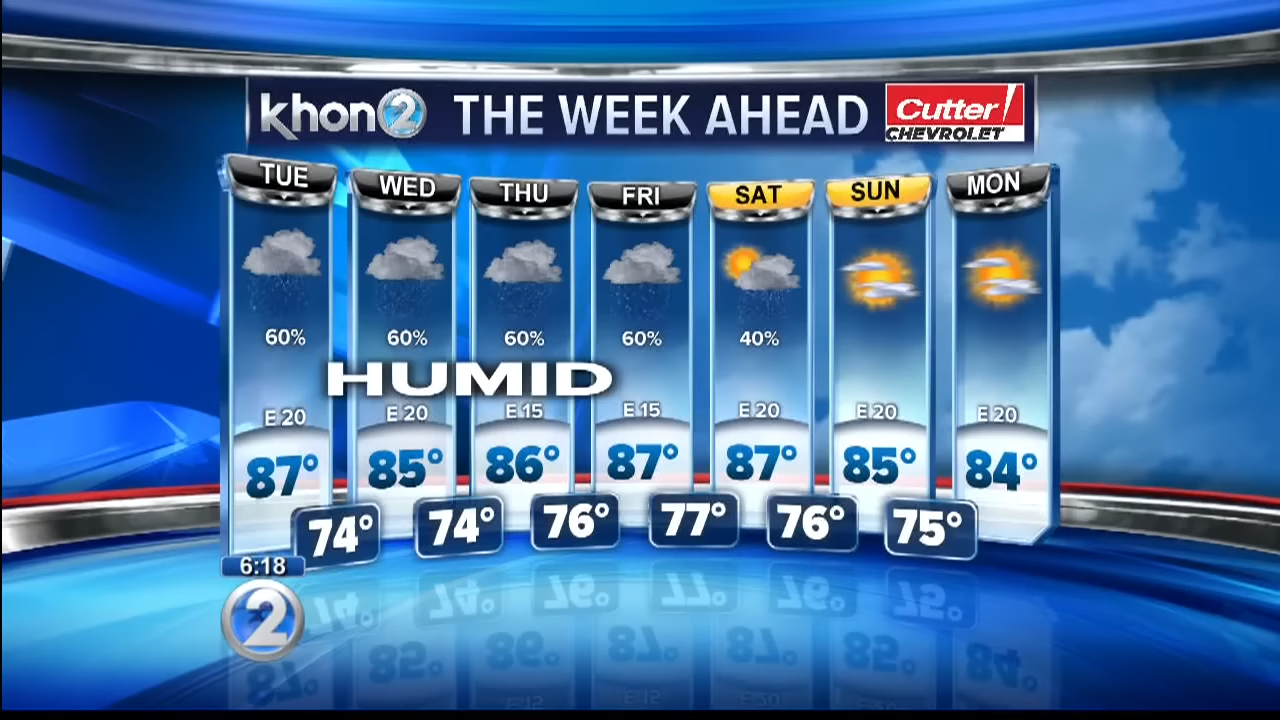 khon2 THE WEEK AHEAD Cutter!
CHEVROLET
TUE WED THU FRI SAT SUN MON
60% 60% 60% 60% 40%
HUMID
E 20 E 20 E 15 E 15 E 20 E 20 E 20
87° 85° 86° 87° 87° 85° 84°
74° 74° 76° 77° 76° 75°
6:18
2